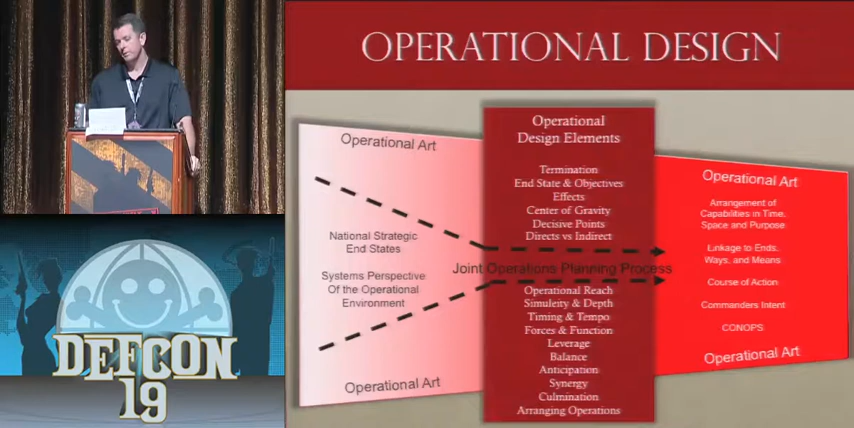 OPERATIONAL DESIGN
Operational Art
National Strategic
End States
Systems Perspective
Of the Operational
Environment
Operational Art
Operational
Design Elements
Termination
End State & Objectives
Effects
Center of Gravity
Decisive Points
Directs vs Indirect
Joint Operations Planning Process
Operational Reach
Simuleity & Depth
Timing & Tempo
Forces & Function
Leverage
Balance
Anticipation
Synergy
Culmination
Arranging Operations
Operational Art
Arrangement of
Capabilities in Time,
Space and Purpose
Linkage to Ends,
Ways, and Means
Course of Action
Commanders Intent
CONOPS
Operational Art
DEFCON
19